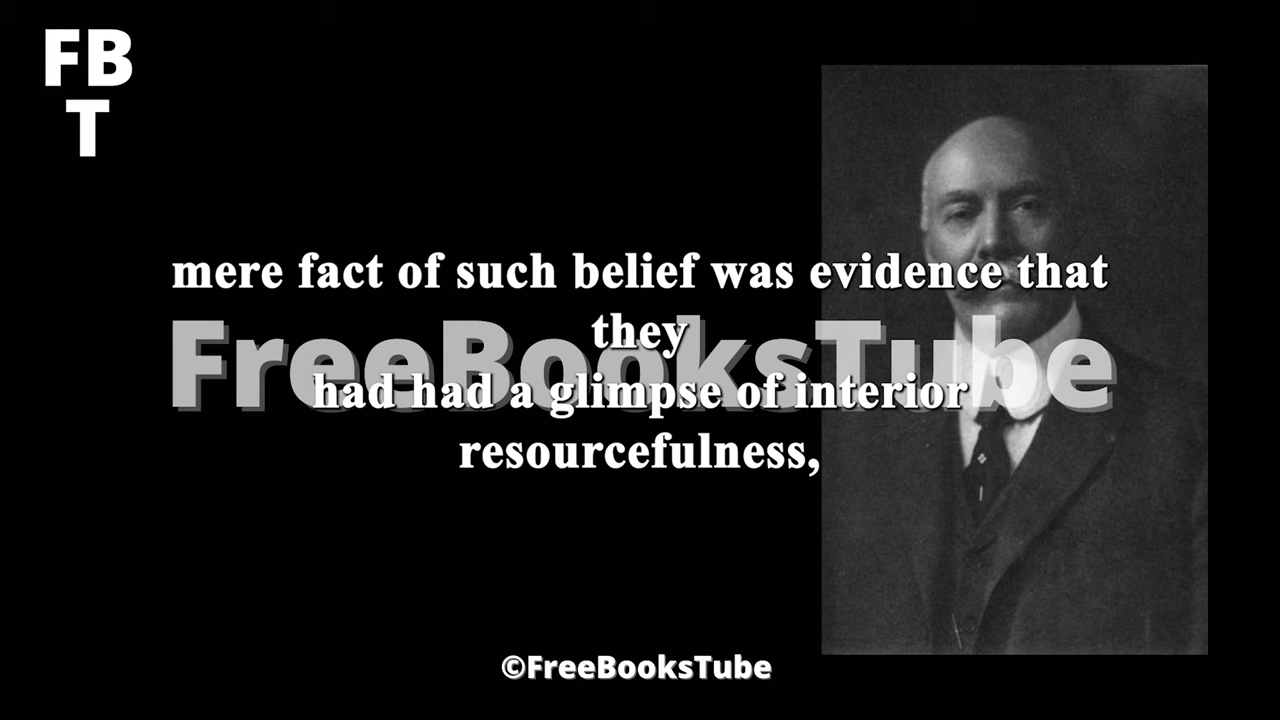 FB
T
mere fact of such belief was evidence that
they
FreeBooksTube
had had a glimpse of interior
resourcefulness,
©FreeBooksTube